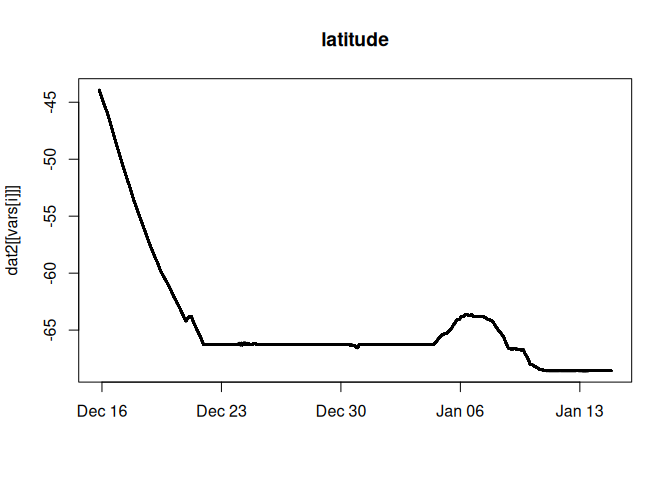 latitude
dat2[[vars[i]]]
-45
-50
-55
-60
-65
Dec 16
Dec 23
Dec 30
Jan 06
Jan 13